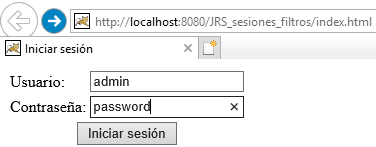 http://localhost:8080/JRS_sesiones_filtros/index.html
Iniciar sesión
Usuario: admin
Contraseña: password
Iniciar sesión